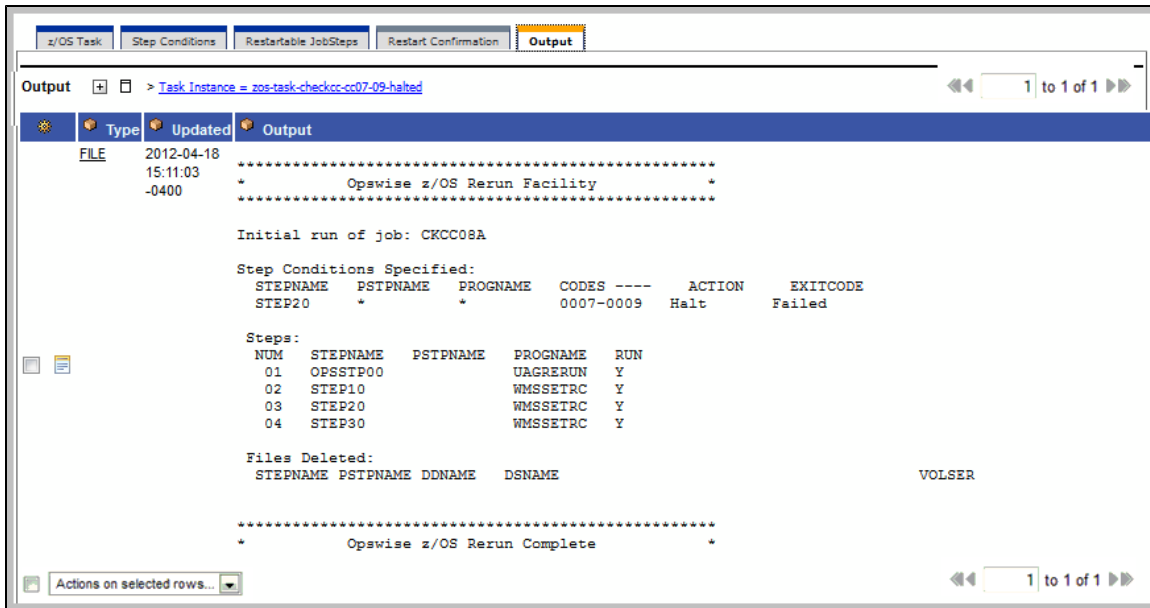 z/OS Task Step Conditions Restartable JobSteps Restart Confirmation Output
Output > Task Instance = zos-task-checkcc-cc07-09-halted 1 to 1 of 1
Type Updated Output
FILE 2012-04-18
15:11:03
-0400
****************************************************
* Opswise z/OS Rerun Facility *
****************************************************
Initial run of job: CKCC08A
Step Conditions Specified:
STEPNAME PSTPNAME PROGNAME CODES ---- ACTION EXITCODE
STEP20 * * 0007-0009 Halt Failed
Steps:
NUM STEPNAME PSTPNAME PROGNAME RUN
01 OPSSTP00 UAGRERUN Y
02 STEP10 WMSSETRC Y
03 STEP20 WMSSETRC Y
04 STEP30 WMSSETRC Y
Files Deleted:
STEPNAME PSTPNAME DDNAME DSNAME VOLSER
****************************************************
* Opswise z/OS Rerun Complete *
Actions on selected rows... 1 to 1 of 1